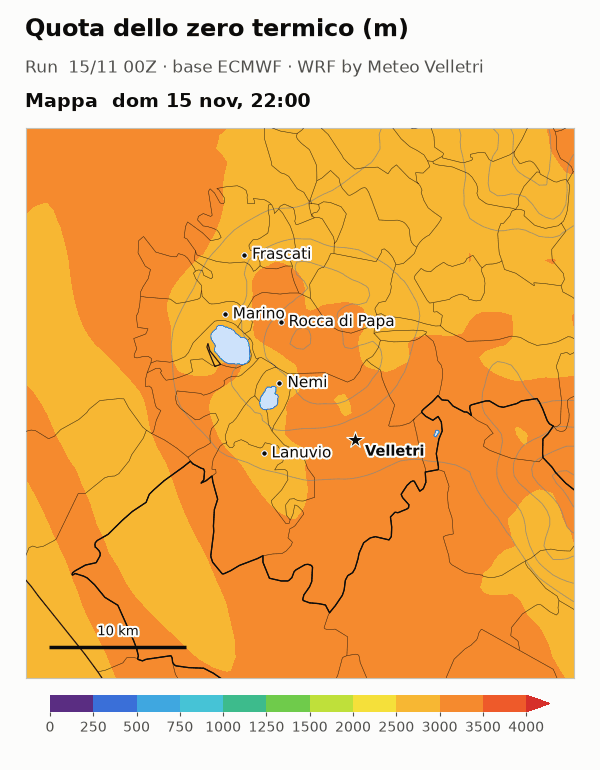 Quota dello zero termico (m)
Run  15/11 00Z · base ECMWF · WRF by Meteo Velletri
Mappa  dom 15 nov, 22:00
Frascati
Marino
Rocca di Papa
Nemi
Velletri
Lanuvio
10 km
0 250 500 750 1000 1250 1500 2000 2500 3000 3500 4000